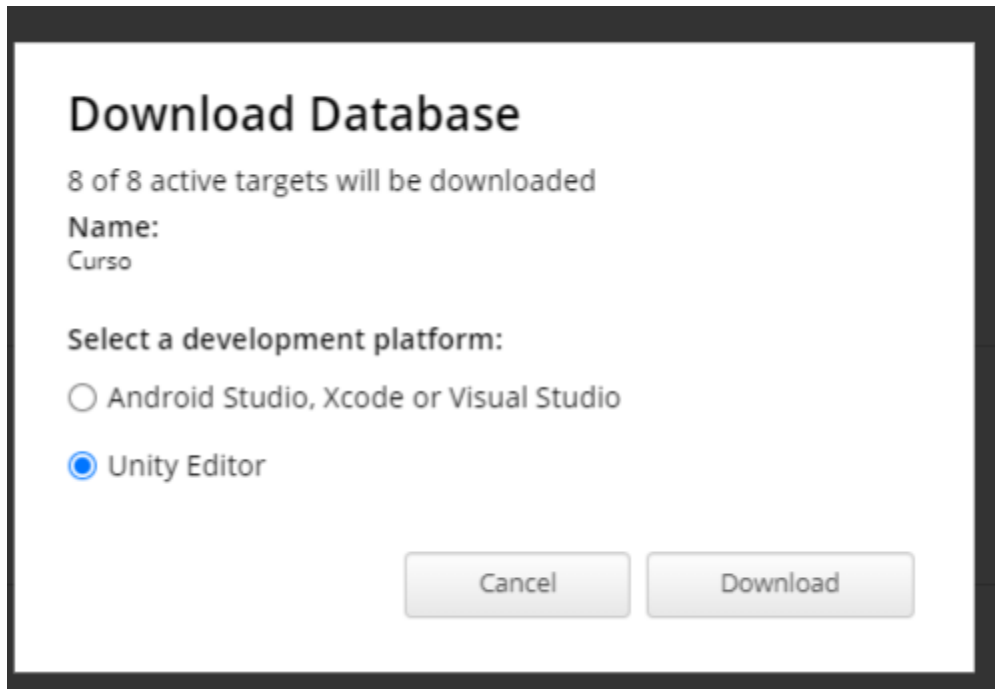 Download Database
8 of 8 active targets will be downloaded
Name:
Curso
Select a development platform:
Android Studio, Xcode or Visual Studio
Unity Editor
Cancel
Download